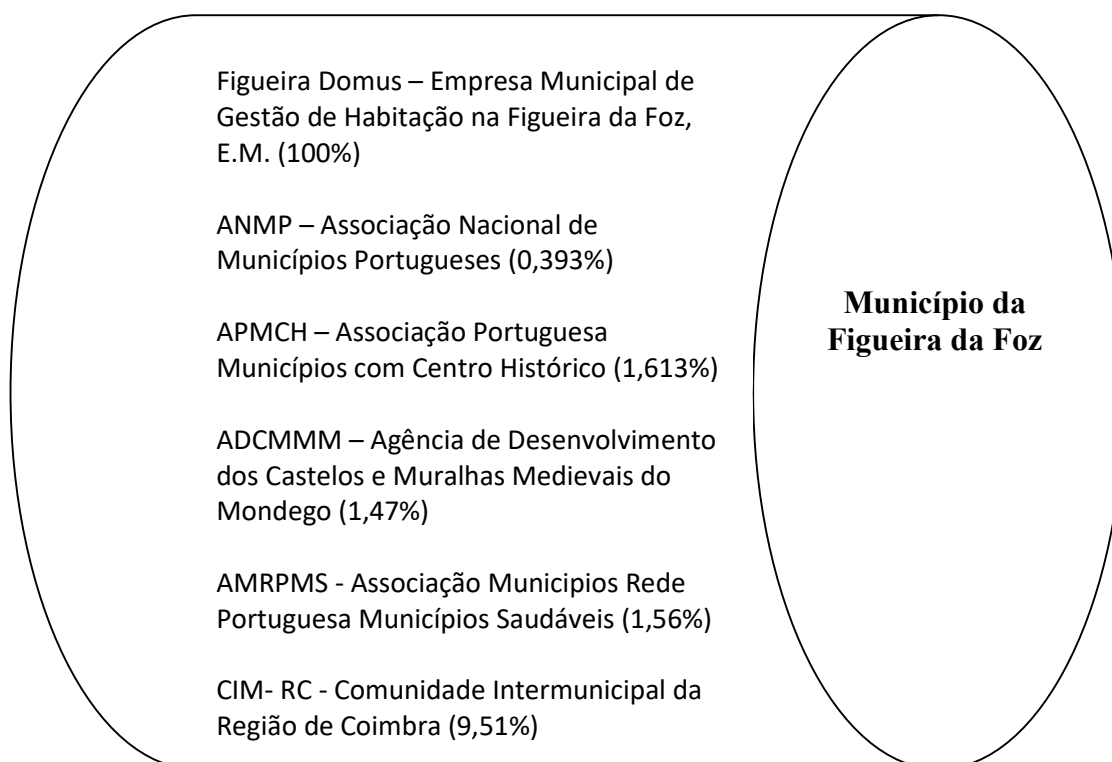 Figueira Domus – Empresa Municipal de
Gestão de Habitação na Figueira da Foz,
E.M. (100%)
ANMP – Associação Nacional de
Municípios Portugueses (0,393%)
APMCH – Associação Portuguesa
Municípios com Centro Histórico (1,613%)
ADCMMM – Agência de Desenvolvimento
dos Castelos e Muralhas Medievais do
Mondego (1,47%)
AMRPMS - Associação Municipios Rede
Portuguesa Municípios Saudáveis (1,56%)
CIM- RC - Comunidade Intermunicipal da
Região de Coimbra (9,51%)
Município da
Figueira da Foz